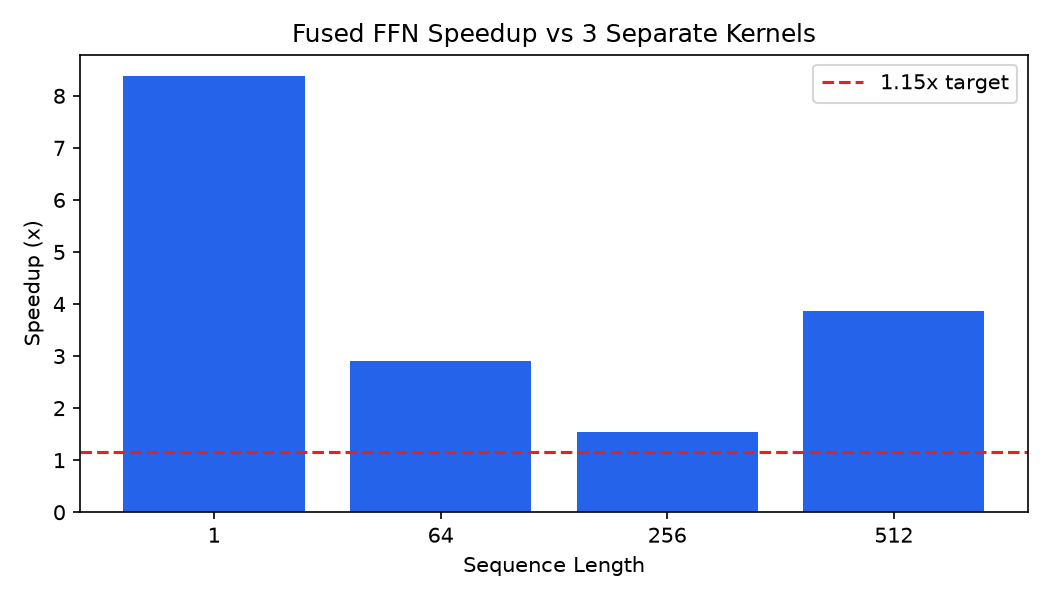 Fused FFN Speedup vs 3 Separate Kernels
1.15x target
Speedup (x)
8
7
6
5
4
3
2
1
0
1 64 256 512
Sequence Length